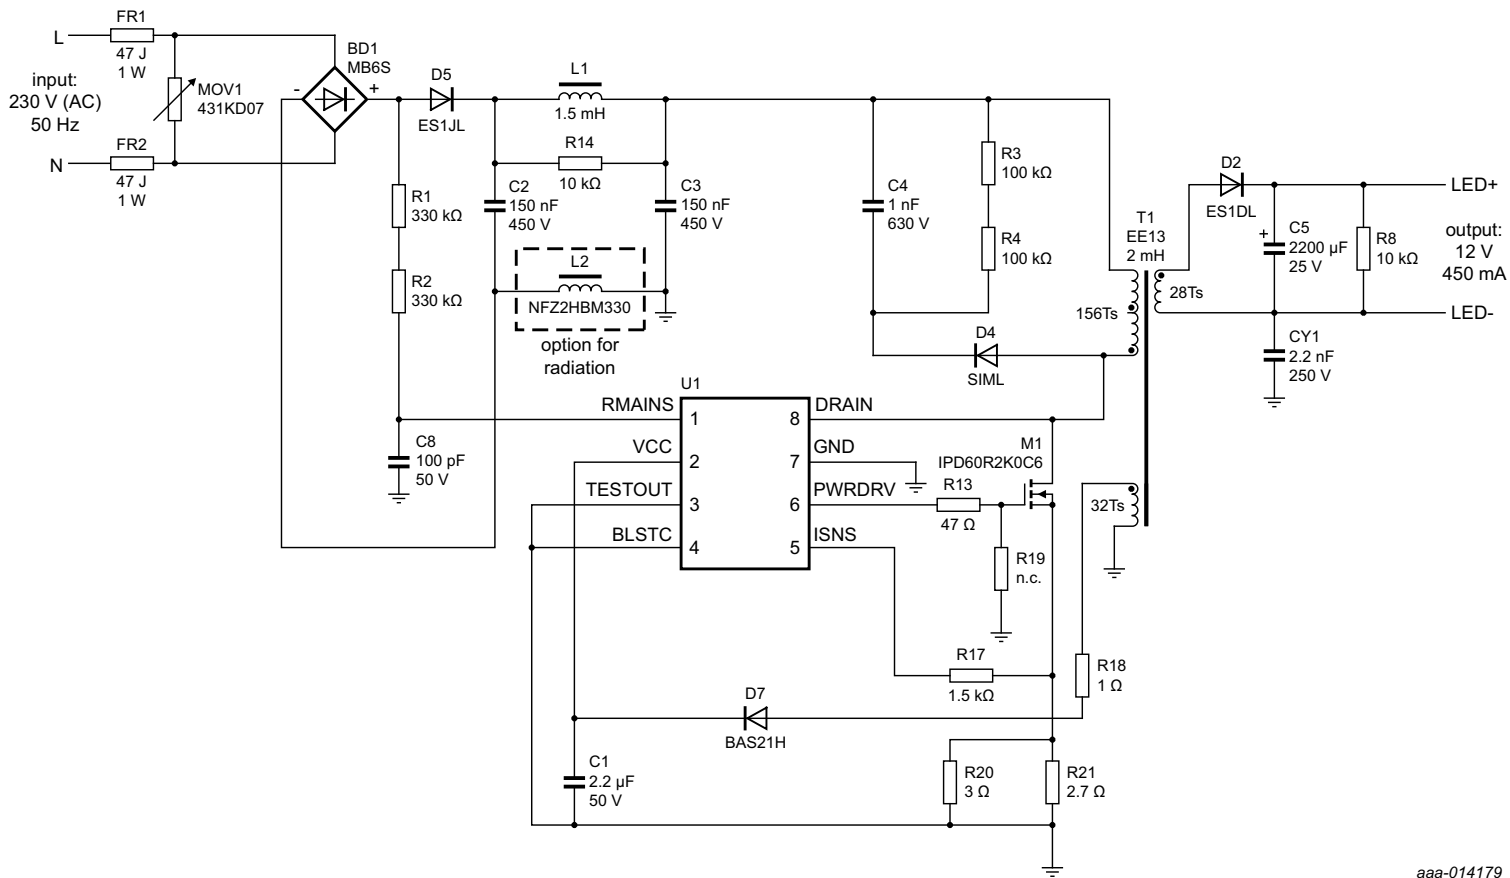 FR1
L
47 J
1 W
input:
230 V (AC)
50 Hz
MOV1
431KD07
FR2
N
47 J
1 W
BD1
MB6S
-
+
D5
ES1JL
L1
1.5 mH
R14
10 kΩ
R1
330 kΩ
R2
330 kΩ
C2
150 nF
450 V
C3
150 nF
450 V
L2
NFZ2HBM330
option for
radiation
C4
1 nF
630 V
R3
100 kΩ
R4
100 kΩ
D4
SIML
T1
EE13
2 mH
156Ts
28Ts
32Ts
D2
ES1DL
+
C5
2200 µF
25 V
R8
10 kΩ
LED+
output:
12 V
450 mA
LED-
CY1
2.2 nF
250 V
U1
RMAINS
1
VCC
2
TESTOUT
3
BLSTC
4
8
DRAIN
7
GND
6
PWRDRV
5
ISNS
C8
100 pF
50 V
M1
IPD60R2K0C6
R13
47 Ω
R19
n.c.
R17
1.5 kΩ
R18
1 Ω
D7
BAS21H
C1
2.2 µF
50 V
R20
3 Ω
R21
2.7 Ω
aaa-014179